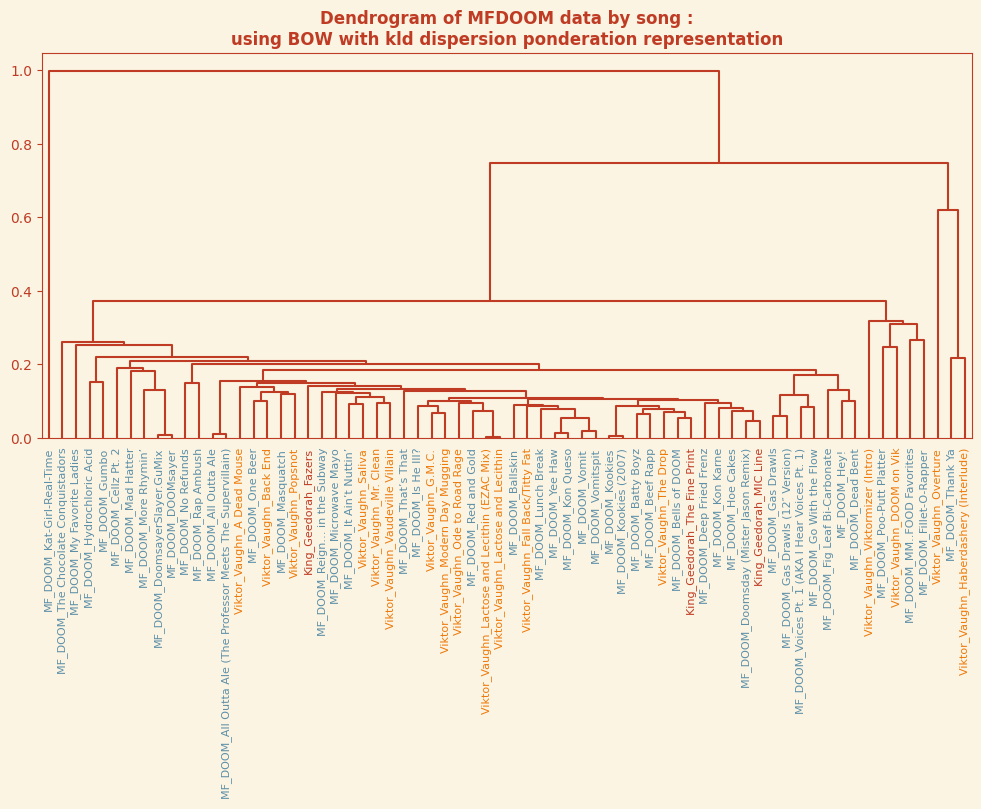 Dendrogram of MFDOOM data by song :
using BOW with kld dispersion ponderation representation
1.0
0.8
0.6
0.4
0.2
0.0
MF_DOOM_Kat-Girl-Real-Time
MF_DOOM_The Chocolate Conquistadors
MF_DOOM_My Favorite Ladies
MF_DOOM_Hydrochloric Acid
MF_DOOM_Gumbo
MF_DOOM_Cellz Pt. 2
MF_DOOM_Mad Hatter
MF_DOOM_More Rhymin'
MF_DOOM_DoomsayerSlayer.GuMix
MF_DOOM_DOOMsayer
MF_DOOM_No Refunds
MF_DOOM_Rap Ambush
MF_DOOM_All Outta Ale
MF_DOOM_All Outta Ale (The Professor Meets The Supervillain)
Viktor_Vaughn_A Dead Mouse
MF_DOOM_One Beer
Viktor_Vaughn_Back End
MF_DOOM_Masquatch
Viktor_Vaughn_Popsnot
King_Geedorah_Fazers
MF_DOOM_Reign of the Subway
MF_DOOM_Microwave Mayo
MF_DOOM_It Ain't Nuttin'
Viktor_Vaughn_Saliva
Viktor_Vaughn_Mr. Clean
Viktor_Vaughn_Vaudeville Villain
MF_DOOM_That's That
MF_DOOM_Is He Ill?
Viktor_Vaughn_G.M.C.
Viktor_Vaughn_Modern Day Mugging
Viktor_Vaughn_Ode to Road Rage
MF_DOOM_Red and Gold
Viktor_Vaughn_Lactose and Lecithin (EZAC Mix)
Viktor_Vaughn_Lactose and Lecithin
MF_DOOM_Ballskin
Viktor_Vaughn_Fall Back/Titty Fat
MF_DOOM_Lunch Break
MF_DOOM_Yee Haw
MF_DOOM_Kon Queso
MF_DOOM_Vomit
MF_DOOM_Vomitspit
MF_DOOM_Kookies
MF_DOOM_Kookies (2007)
MF_DOOM_Batty Boyz
MF_DOOM_Beef Rapp
Viktor_Vaughn_The Drop
MF_DOOM_Bells of DOOM
King_Geedorah_The Fine Print
MF_DOOM_Deep Fried Frenz
MF_DOOM_Kon Karne
MF_DOOM_Hoe Cakes
MF_DOOM_Doomsday (Mister Jason Remix)
King_Geedorah_MIC Line
MF_DOOM_Gas Drawls
MF_DOOM_Gas Drawls (12" Version)
MF_DOOM_Voices Pt. 1 (AKA I Hear Voices Pt. 1)
MF_DOOM_Go With the Flow
MF_DOOM_Fig Leaf Bi-Carbonate
MF_DOOM_Hey!
MF_DOOM_Dead Bent
Viktor_Vaughn_Viktormizer (Intro)
MF_DOOM_Poo-Putt Platter
Viktor_Vaughn_DOOM on Vik
MF_DOOM_MM..FOOD Favorites
MF_DOOM_Fillet-O-Rapper
Viktor_Vaughn_Overture
MF_DOOM_Thank Ya
Viktor_Vaughn_Haberdashery (Interlude)